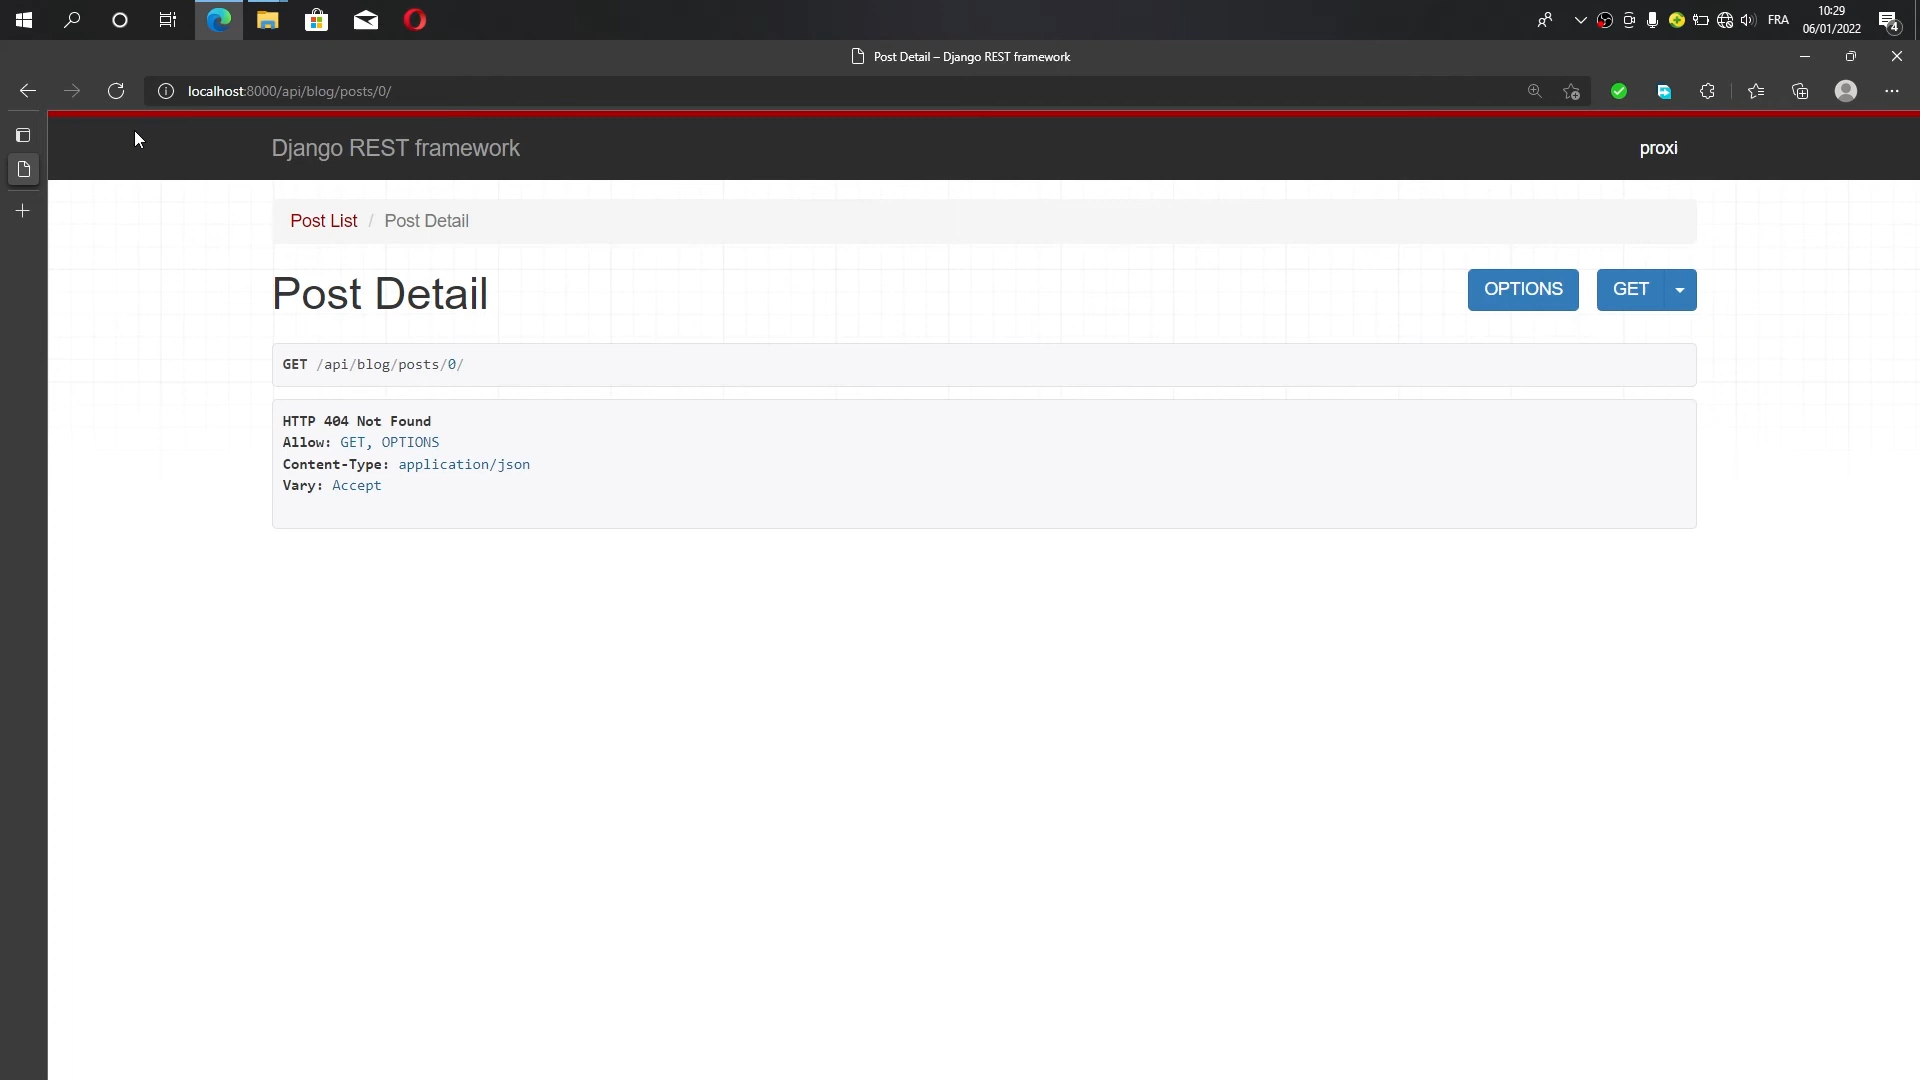 FRA
10:29
06/01/2022
4
Post Detail – Django REST framework
localhost:8000/api/blog/posts/0/
Django REST framework
proxi
Post List / Post Detail
Post Detail
OPTIONS
GET
GET /api/blog/posts/0/
HTTP 404 Not Found
Allow: GET, OPTIONS
Content-Type: application/json
Vary: Accept